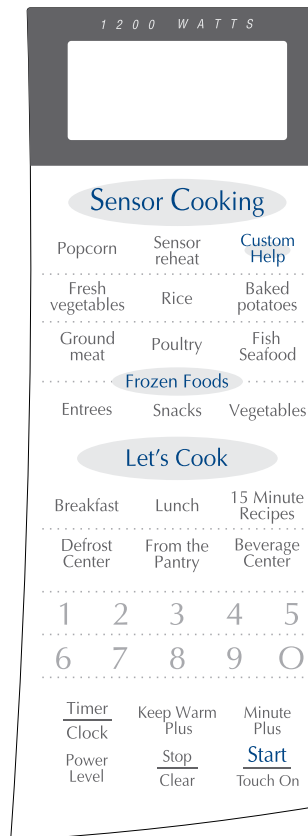 1200 WATTS
Sensor Cooking
Popcorn Sensor reheat Custom Help
Fresh vegetables Rice Baked potatoes
Ground meat Poultry Fish Seafood
Frozen Foods
Entrees Snacks Vegetables
Let's Cook
Breakfast Lunch 15 Minute Recipes
Defrost Center From the Pantry Beverage Center
1 2 3 4 5
6 7 8 9 0
Timer Keep Warm Plus Minute Plus
Clock
Power Level Stop Start
Clear Touch On